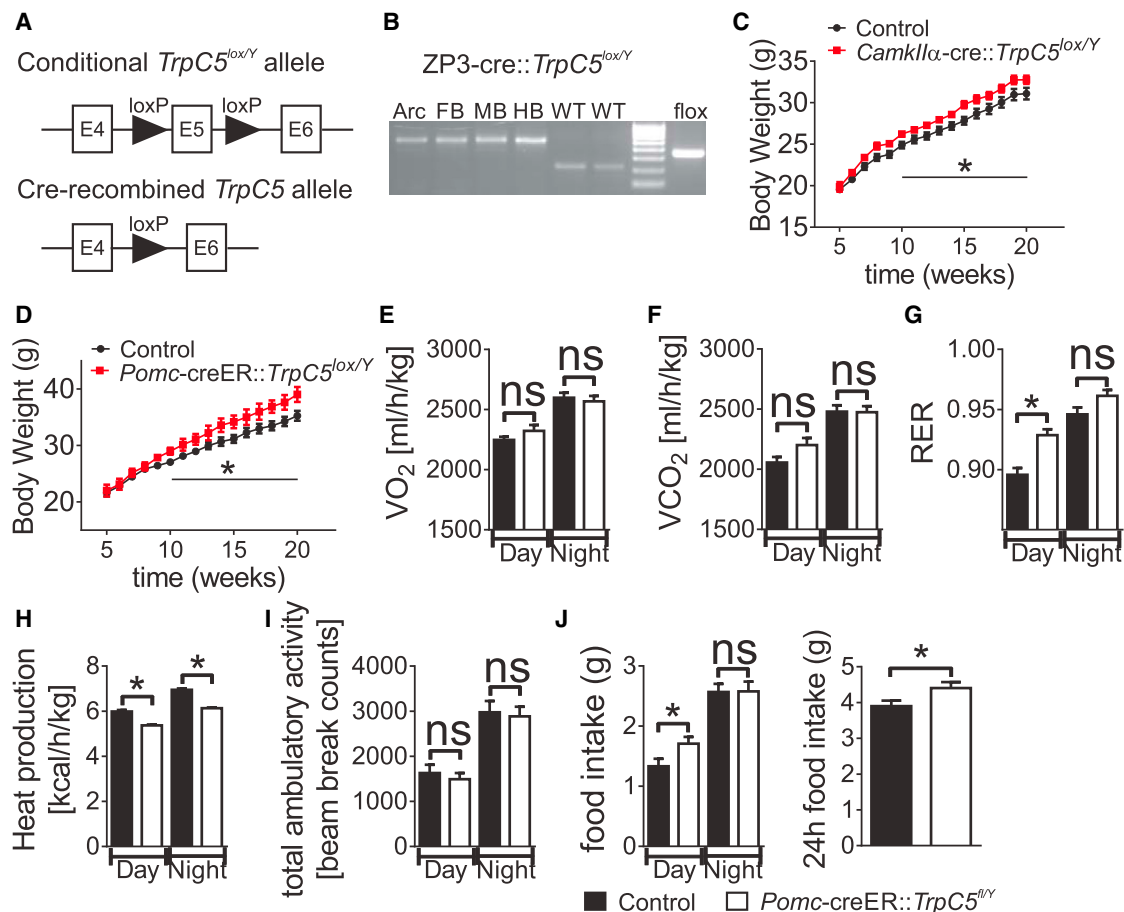 A
Conditional TrpC5lox/Y allele
loxP loxP
E4 E5 E6
Cre-recombined TrpC5 allele
loxP
E4 E6
B
ZP3-cre::TrpC5lox/Y
Arc FB MB HB WT WT flox
C
Control
CamkIIα-cre::TrpC5lox/Y
Body Weight (g)
35
30
25
20
15
*
5 10 15 20
time (weeks)
D
Control
Pomc-creER::TrpC5lox/Y
Body Weight (g)
40
30
20
*
5 10 15 20
time (weeks)
E
VO2 [ml/h/kg]
3000
2500
2000
1500
ns
ns
Day Night
F
VCO2 [ml/h/kg]
3000
2500
2000
1500
ns
ns
Day Night
G
RER
1.00
0.95
0.90
*
ns
Day Night
H
Heat production
[kcal/h/kg]
8
6
4
2
0
*
*
Day Night
I
total ambulatory activity
[beam break counts]
4000
3000
2000
1000
0
ns
ns
Day Night
J
food intake (g)
3
2
1
0
*
ns
Day Night
24h food intake (g)
5
4
3
2
1
0
*
Control Pomc-creER::TrpC5fl/Y